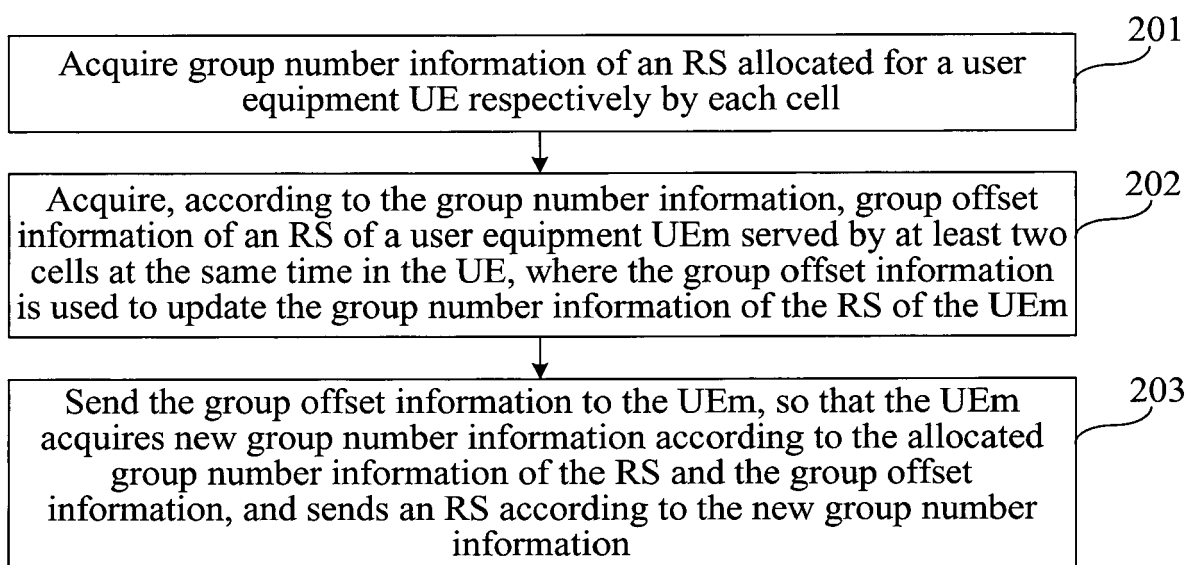 201
Acquire group number information of an RS allocated for a user
equipment UE respectively by each cell
202
Acquire, according to the group number information, group offset
information of an RS of a user equipment UEm served by at least two
cells at the same time in the UE, where the group offset information
is used to update the group number information of the RS of the UEm
203
Send the group offset information to the UEm, so that the UEm
acquires new group number information according to the allocated
group number information of the RS and the group offset
information, and sends an RS according to the new group number
information